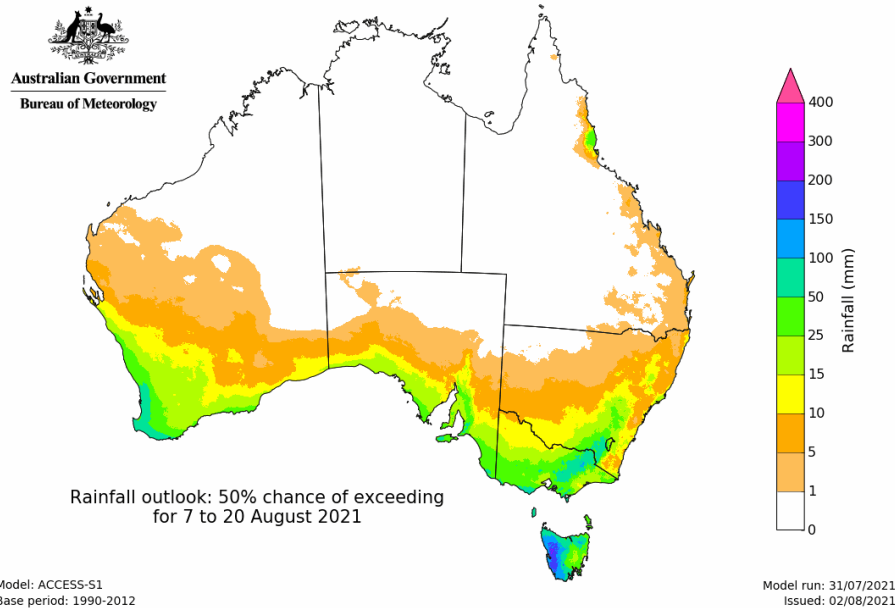 Australian Government
Bureau of Meteorology
400
300
200
150
100
50
25
15
10
5
1
0
Rainfall (mm)
Rainfall outlook: 50% chance of exceeding
for 7 to 20 August 2021
Model: ACCESS-S1
Base period: 1990-2012
Model run: 31/07/2021
Issued: 02/08/2021